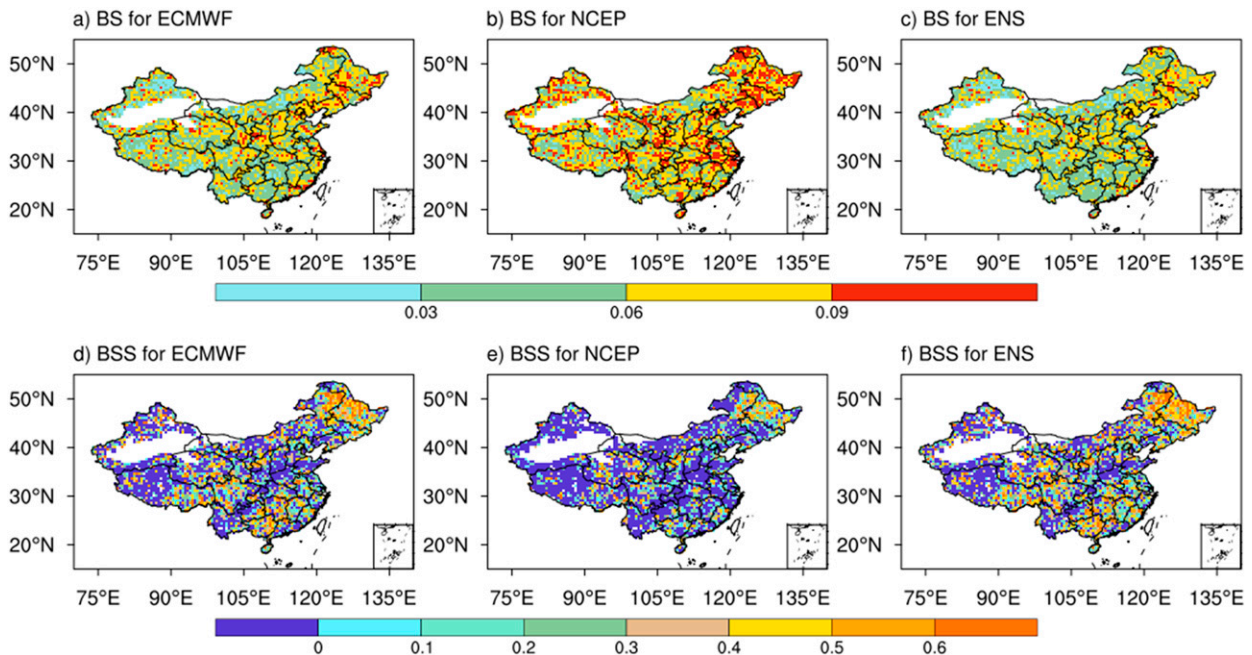 a) BS for ECMWF
b) BS for NCEP
c) BS for ENS
50°N
40°N
30°N
20°N
75°E 90°E 105°E 120°E 135°E
50°N
40°N
30°N
20°N
75°E 90°E 105°E 120°E 135°E
50°N
40°N
30°N
20°N
75°E 90°E 105°E 120°E 135°E
0.03 0.06 0.09
d) BSS for ECMWF
e) BSS for NCEP
f) BSS for ENS
50°N
40°N
30°N
20°N
75°E 90°E 105°E 120°E 135°E
50°N
40°N
30°N
20°N
75°E 90°E 105°E 120°E 135°E
50°N
40°N
30°N
20°N
75°E 90°E 105°E 120°E 135°E
0 0.1 0.2 0.3 0.4 0.5 0.6